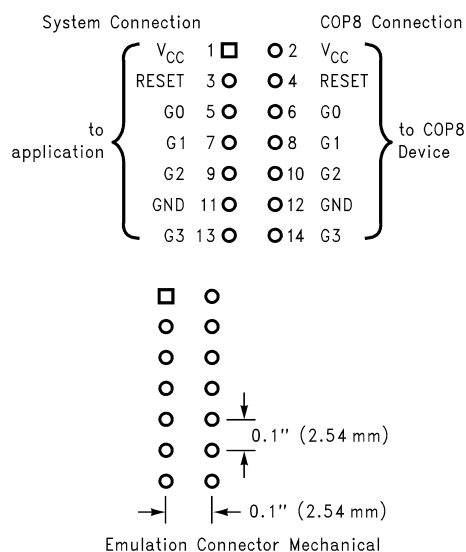 System Connection COP8 Connection
VCC 1 2 VCC
RESET 3 4 RESET
G0 5 6 G0
to application
G1 7 8 G1
to COP8 Device
G2 9 10 G2
GND 11 12 GND
G3 13 14 G3
0.1" (2.54 mm)
0.1" (2.54 mm)
Emulation Connector Mechanical